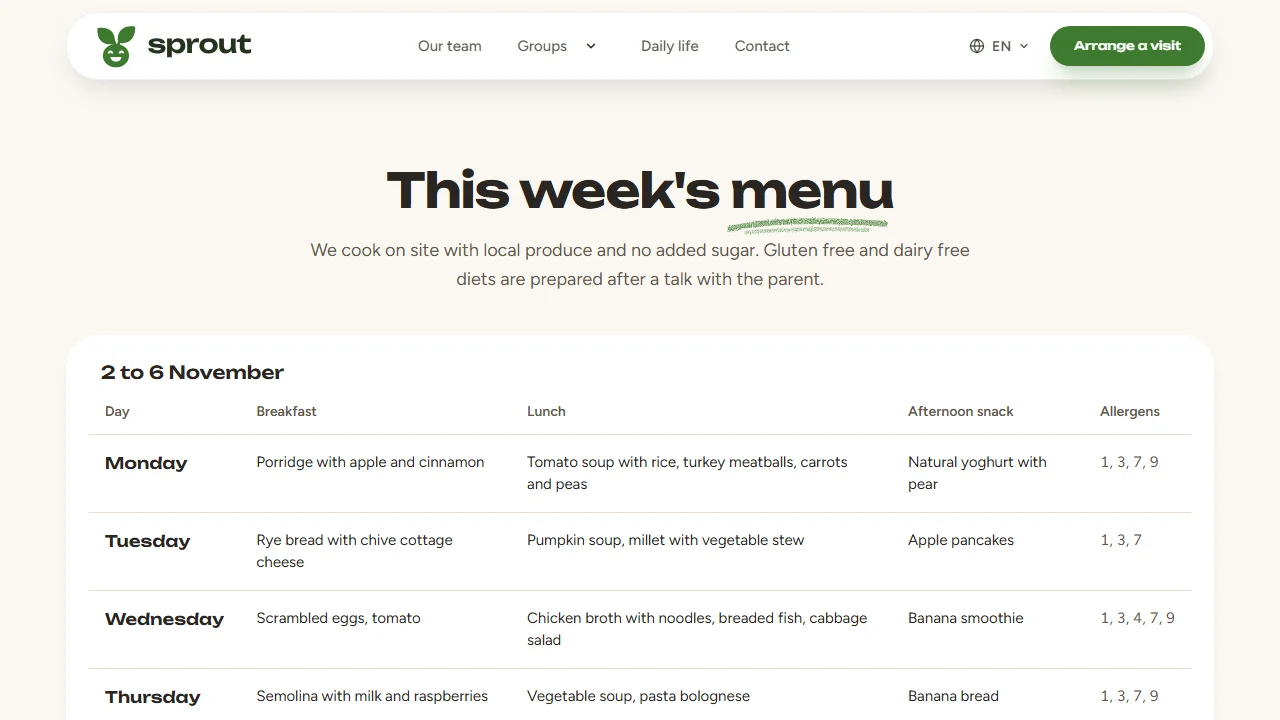 sprout
Our team
Groups
Daily life
Contact
EN
Arrange a visit
This week's menu
We cook on site with local produce and no added sugar. Gluten free and dairy free
diets are prepared after a talk with the parent.
2 to 6 November
Day Breakfast Lunch Afternoon snack Allergens
Monday Porridge with apple and cinnamon Tomato soup with rice, turkey meatballs, carrots and peas Natural yoghurt with pear 1, 3, 7, 9
Tuesday Rye bread with chive cottage cheese Pumpkin soup, millet with vegetable stew Apple pancakes 1, 3, 7
Wednesday Scrambled eggs, tomato Chicken broth with noodles, breaded fish, cabbage salad Banana smoothie 1, 3, 4, 7, 9
Thursday Semolina with milk and raspberries Vegetable soup, pasta bolognese Banana bread 1, 3, 7, 9